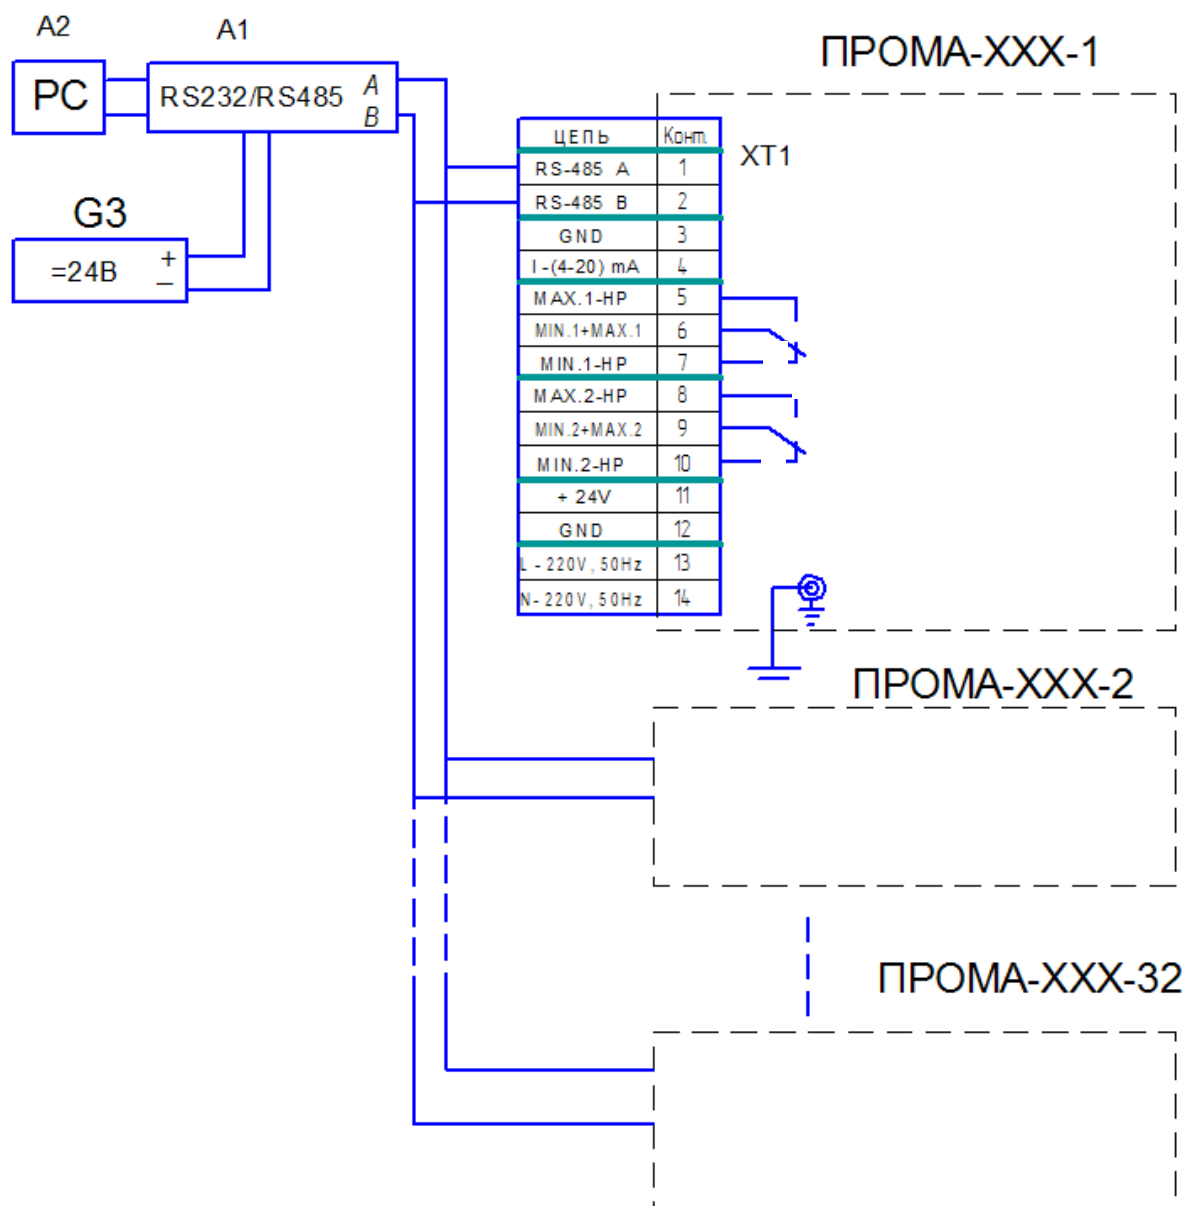 A2
A1
ПРОМА-XXX-1
PC
RS232/RS485
A
B
ЦЕПЬ Конт.
XT1
RS-485 A 1
RS-485 B 2
G3
GND 3
=24В
+
−
I-(4-20) mA 4
MAX.1-HP 5
MIN.1+MAX.1 6
MIN.1-HP 7
MAX.2-HP 8
MIN.2+MAX.2 9
MIN.2-HP 10
+ 24V 11
GND 12
L-220V,50Hz 13
N-220V,50Hz 14
ПРОМА-XXX-2
ПРОМА-XXX-32